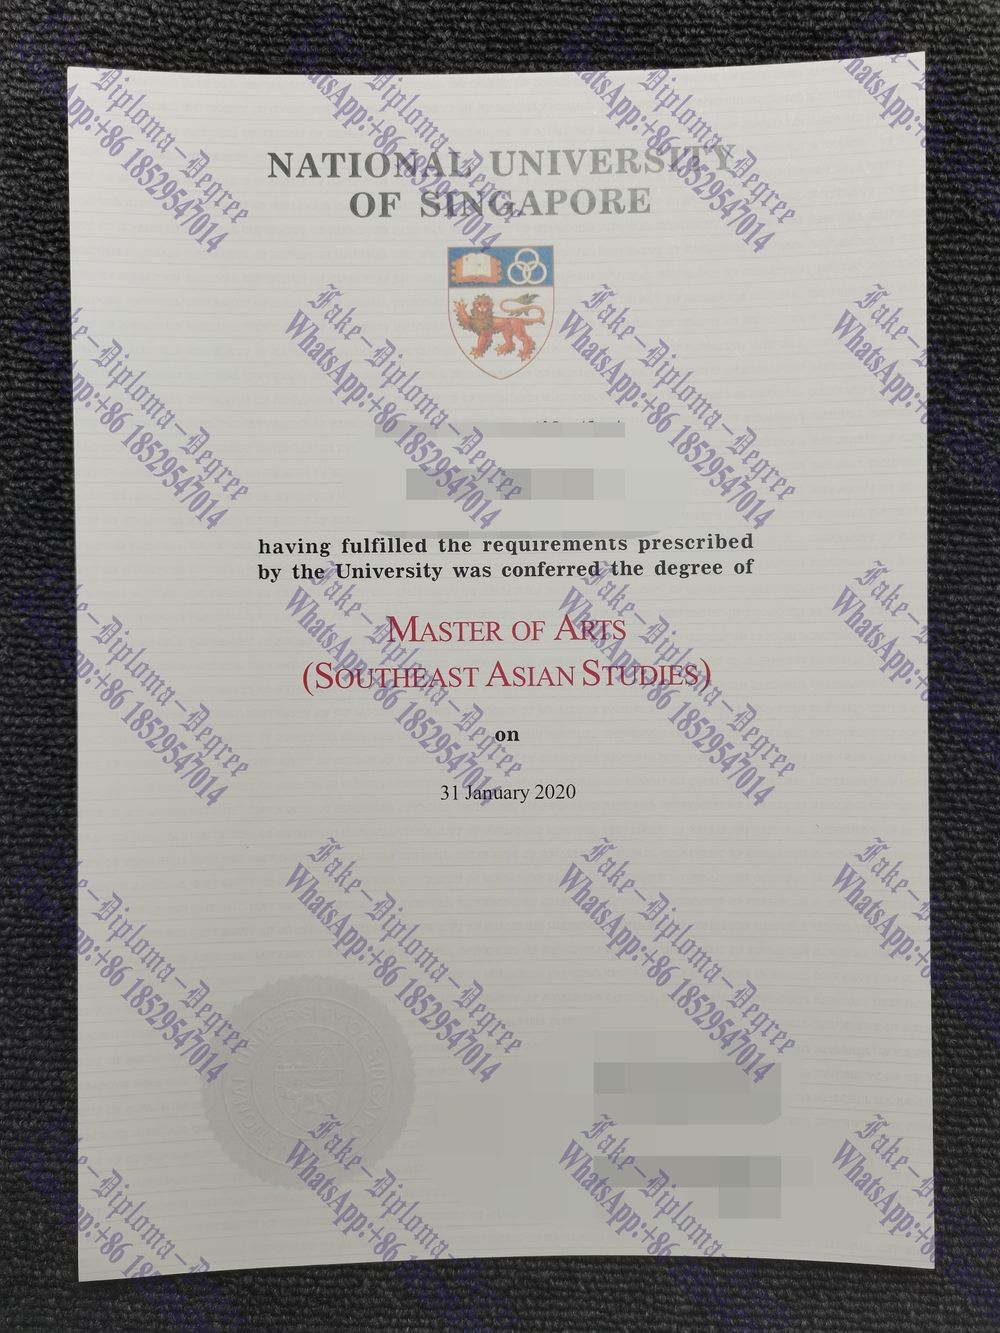 NATIONAL UNIVERSITY
OF SINGAPORE
having fulfilled the requirements prescribed
by the University was conferred the degree of
MASTER OF ARTS
(SOUTHEAST ASIAN STUDIES)
on
31 January 2020
Fake-Diploma-Degree
WhatsApp:+86 18529547014